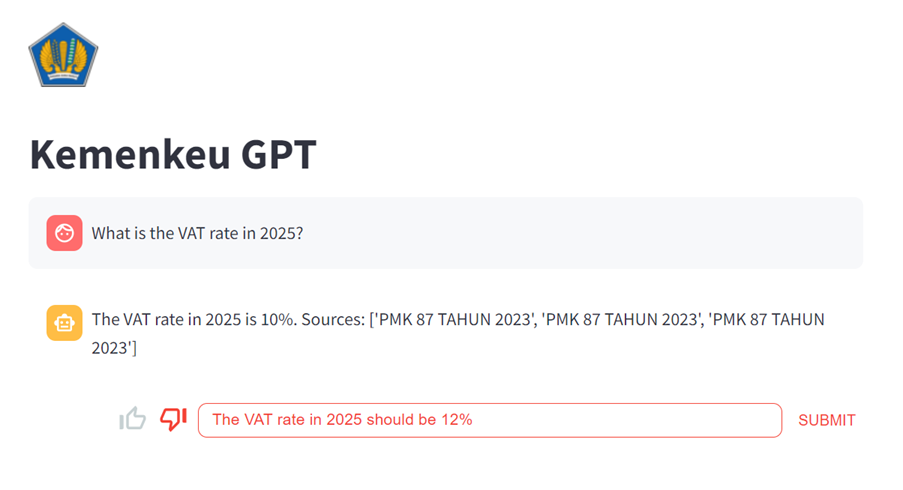 Kemenkeu GPT
What is the VAT rate in 2025?
The VAT rate in 2025 is 10%. Sources: ['PMK 87 TAHUN 2023', 'PMK 87 TAHUN 2023', 'PMK 87 TAHUN
2023']
The VAT rate in 2025 should be 12%
SUBMIT